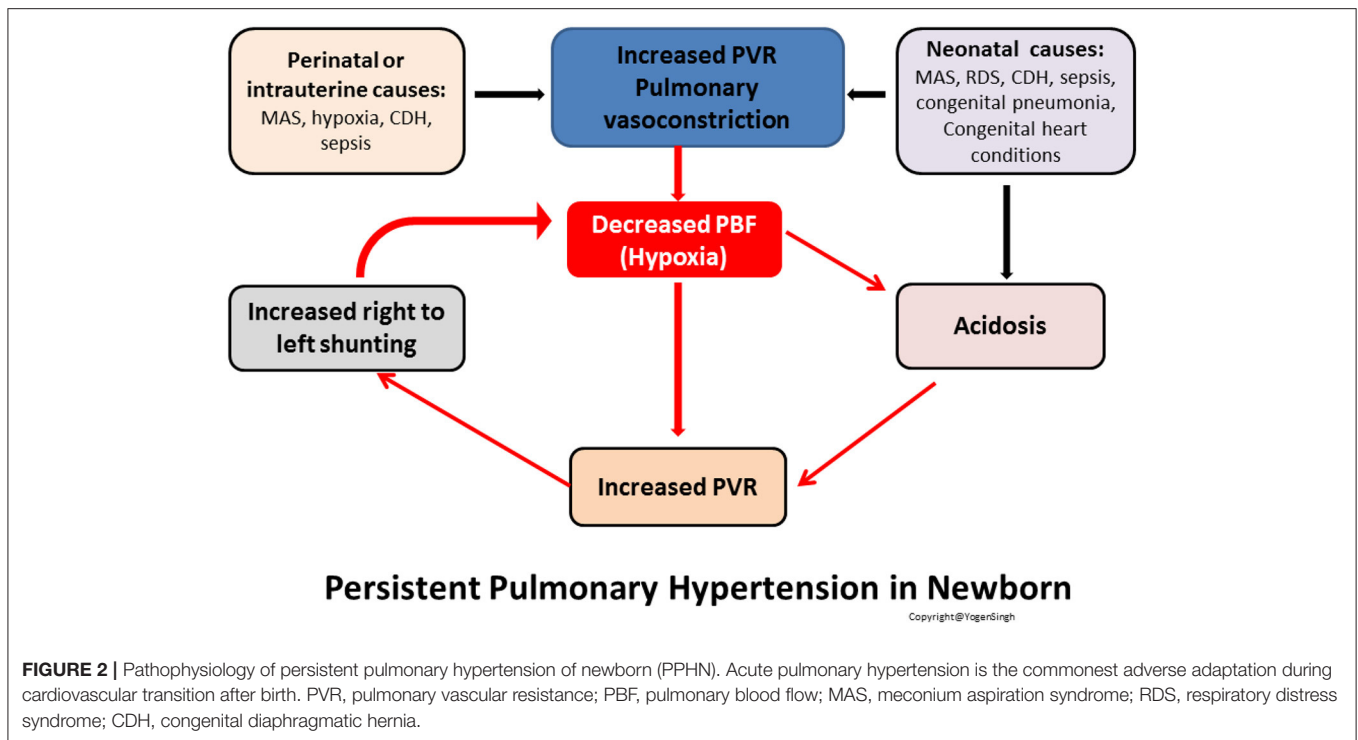 Perinatal or
intrauterine causes:
MAS, hypoxia, CDH,
sepsis
Increased PVR
Pulmonary
vasoconstriction
Neonatal causes:
MAS, RDS, CDH, sepsis,
congenital pneumonia,
Congenital heart
conditions
Decreased PBF
(Hypoxia)
Increased right to
left shunting
Acidosis
Increased PVR
Persistent Pulmonary Hypertension in Newborn
Copyright@YogenSingh
FIGURE 2 | Pathophysiology of persistent pulmonary hypertension of newborn (PPHN). Acute pulmonary hypertension is the commonest adverse adaptation during
cardiovascular transition after birth. PVR, pulmonary vascular resistance; PBF, pulmonary blood flow; MAS, meconium aspiration syndrome; RDS, respiratory distress
syndrome; CDH, congenital diaphragmatic hernia.